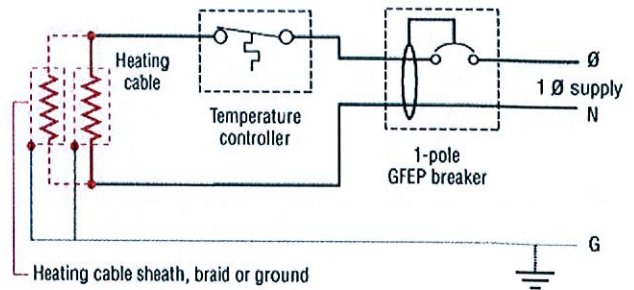 Heating
cable
Temperature
controller
1-pole
GFEP breaker
Ø
1 Ø supply
N
G
Heating cable sheath, braid or ground